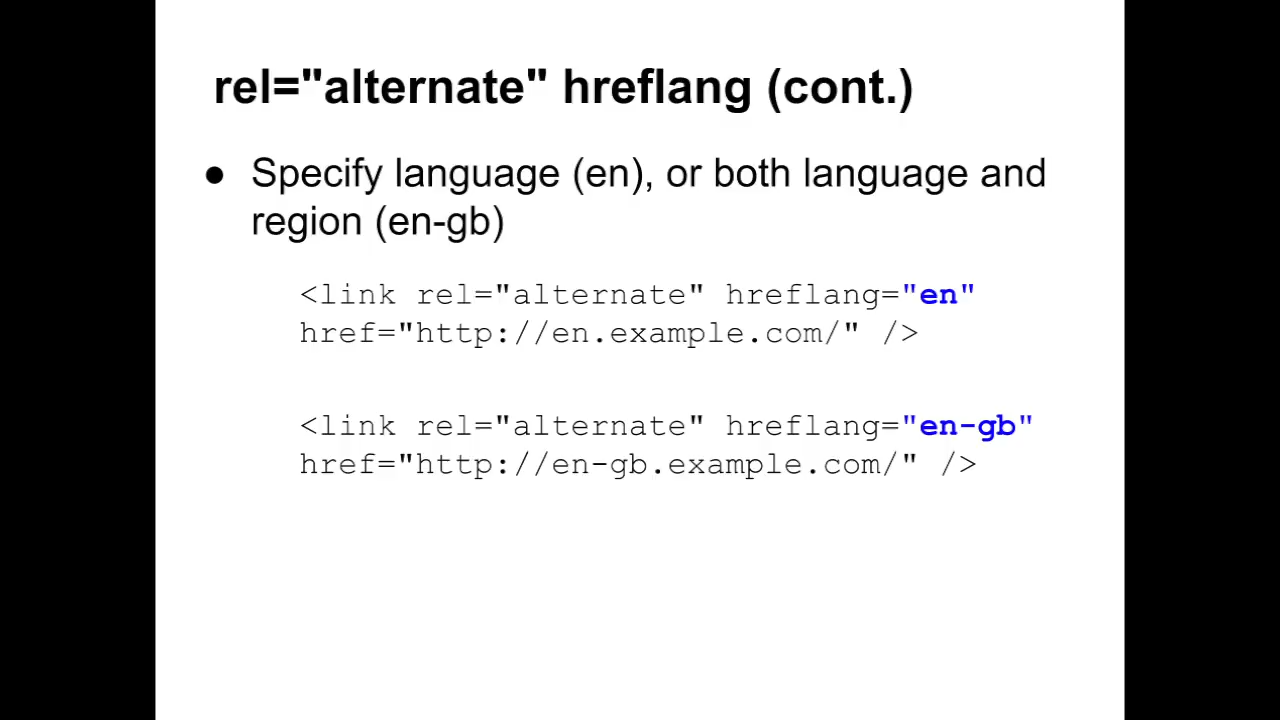 rel="alternate" hreflang (cont.)
● Specify language (en), or both language and
region (en-gb)
<link rel="alternate" hreflang="en"
href="http://en.example.com/" />
<link rel="alternate" hreflang="en-gb"
href="http://en-gb.example.com/" />